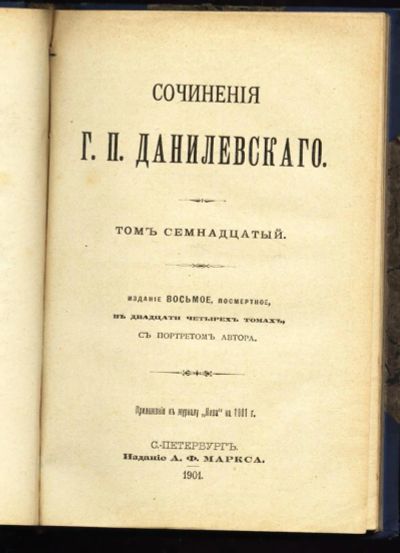 СОЧИНЕНІЯ
Г. П. ДАНИЛЕВСКАГО.
ТОМЪ СЕМНАДЦАТЫЙ.
ИЗДАНІЕ ВОСЬМОЕ, ПОСМЕРТНОЕ,
ВЪ ДВАДЦАТИ ЧЕТЫРЕХЪ ТОМАХЪ,
СЪ ПОРТРЕТОМЪ АВТОРА.
Приложеніе къ журналу „Нива“ на 1901 г.
С.-ПЕТЕРБУРГЪ.
Изданіе А. Ф. МАРКСА.
1901.